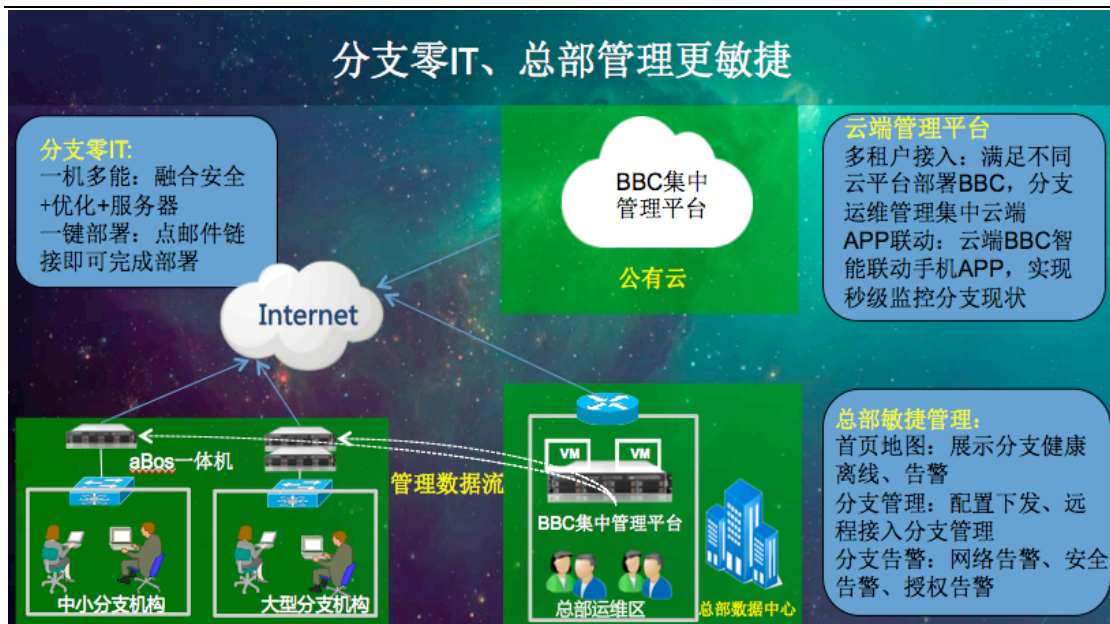 分支零IT、总部管理更敏捷
分支零IT:
一机多能：融合安全
+优化+服务器
一键部署：点邮件链
接即可完成部署
BBC集中
管理平台
公有云
云端管理平台
多租户接入：满足不同
云平台部署BBC，分支
运维管理集中云端
APP联动：云端BBC智
能联动手机APP，实现
秒级监控分支现状
Internet
aBos一体机
管理数据流
中小分支机构
大型分支机构
VM
VM
BBC集中管理平台
总部运维区
总部数据中心
总部敏捷管理：
首页地图：展示分支健康
离线、告警
分支管理：配置下发、远
程接入分支管理
分支告警：网络告警、安全
告警、授权告警